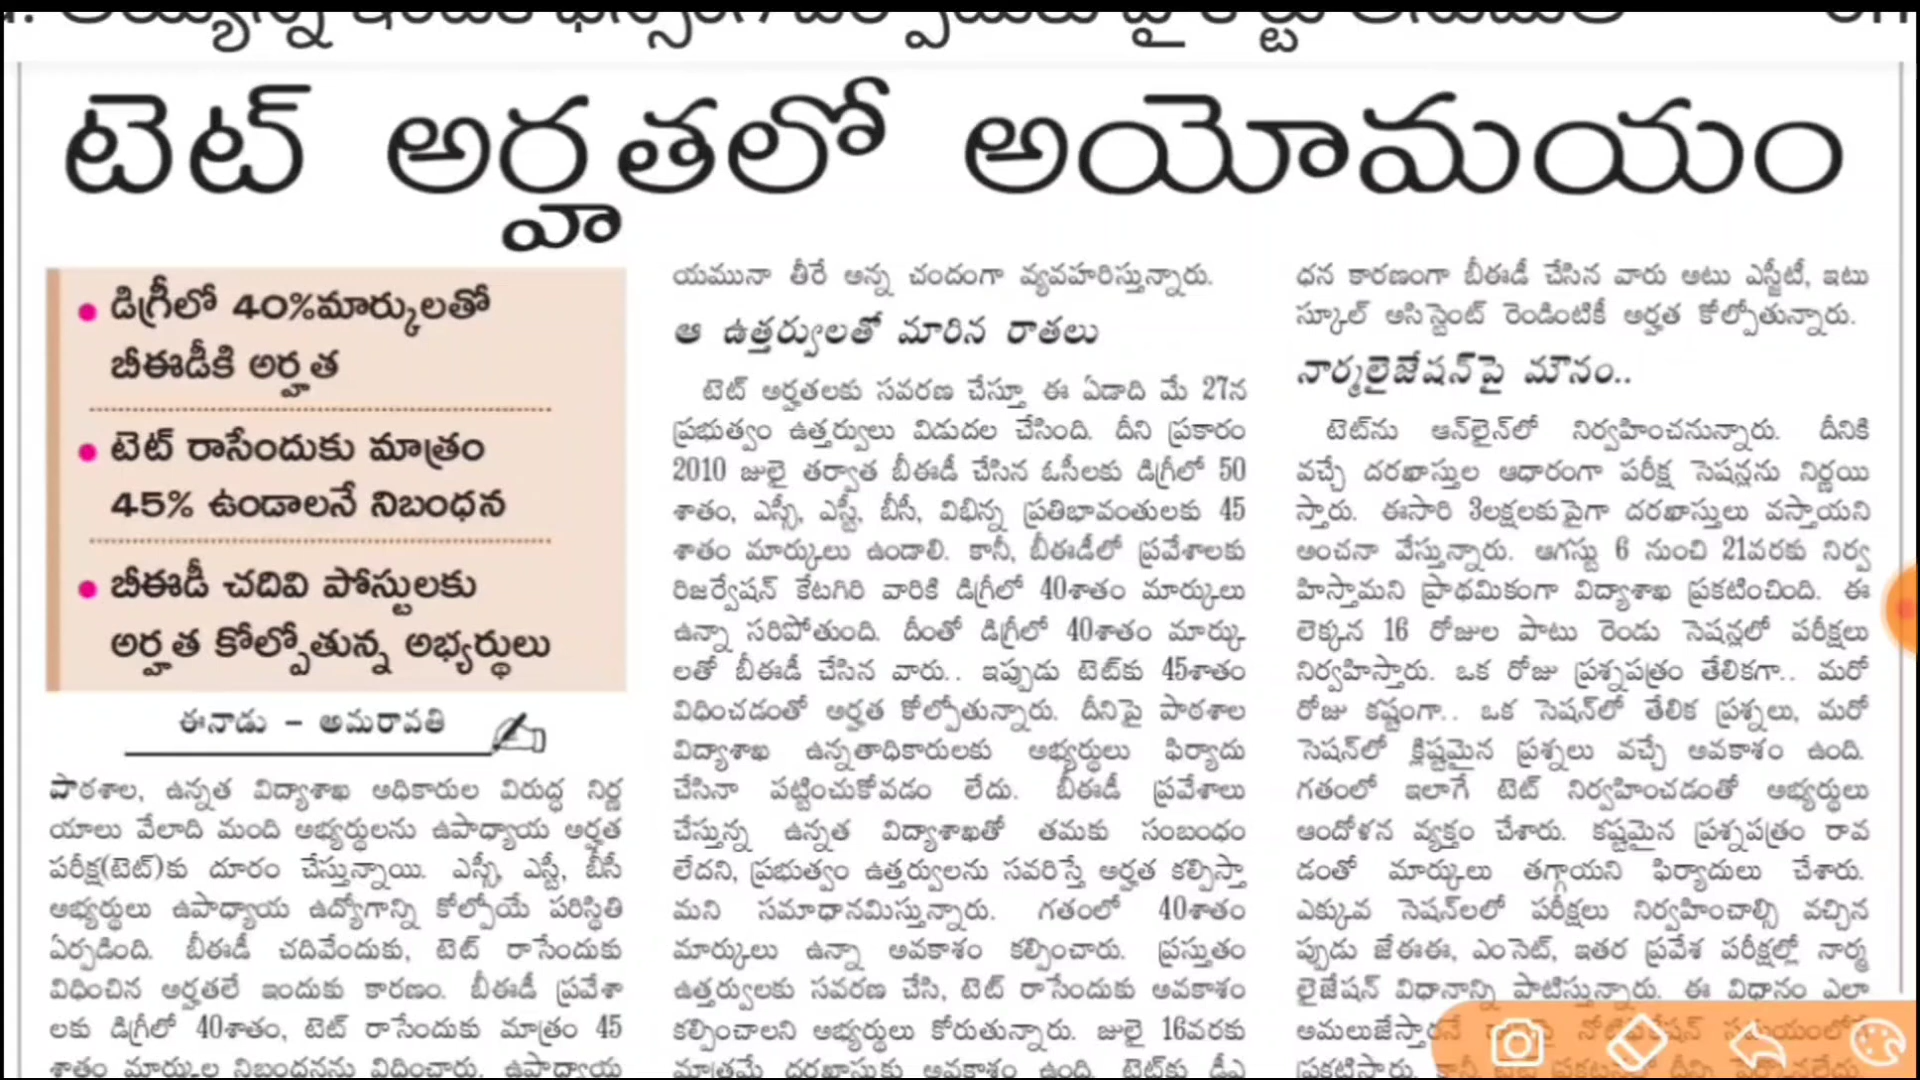 టెట్ అర్హతలో అయోమయం
• డిగ్రీలో 40%మార్కులతో
బీఈడీకి అర్హత
• టెట్ రాసేందుకు మాత్రం
45% ఉండాలనే నిబంధన
• బీఈడీ చదివి పోస్టులకు
అర్హత కోల్పోతున్న అభ్యర్థులు
ఈనాడు – అమరావతి
పాఠశాల, ఉన్నత విద్యాశాఖ అధికారుల విరుద్ధ నిర్ణ
యాలు వేలాది మంది అభ్యర్థులను ఉపాధ్యాయ అర్హత
పరీక్ష(టెట్)కు దూరం చేస్తున్నాయి. ఎస్సీ, ఎస్టీ, బీసీ
అభ్యర్థులు ఉపాధ్యాయ ఉద్యోగాన్ని కోల్పోయే పరిస్థితి
ఏర్పడింది. బీఈడీ చదివేందుకు, టెట్ రాసేందుకు
విధించిన అర్హతలే ఇందుకు కారణం. బీఈడీ ప్రవేశా
లకు డిగ్రీలో 40శాతం, టెట్ రాసేందుకు మాత్రం 45
శాతం మార్కుల నిబంధనను విధించారు. ఉపాధ్యాయ
యమునా తీరే అన్న చందంగా వ్యవహరిస్తున్నారు.
ఆ ఉత్తర్వులతో మారిన రాతలు
టెట్ అర్హతలకు సవరణ చేస్తూ ఈ ఏడాది మే 27న
ప్రభుత్వం ఉత్తర్వులు విడుదల చేసింది. దీని ప్రకారం
2010 జులై తర్వాత బీఈడీ చేసిన ఓసీలకు డిగ్రీలో 50
శాతం, ఎస్సీ, ఎస్టీ, బీసీ, విభిన్న ప్రతిభావంతులకు 45
శాతం మార్కులు ఉండాలి. కానీ, బీఈడీలో ప్రవేశాలకు
రిజర్వేషన్ కేటగిరి వారికి డిగ్రీలో 40శాతం మార్కులు
ఉన్నా సరిపోతుంది. దీంతో డిగ్రీలో 40శాతం మార్కు
లతో బీఈడీ చేసిన వారు.. ఇప్పుడు టెట్‌కు 45శాతం
విధించడంతో అర్హత కోల్పోతున్నారు. దీనిపై పాఠశాల
విద్యాశాఖ ఉన్నతాధికారులకు అభ్యర్థులు ఫిర్యాదు
చేసినా పట్టించుకోవడం లేదు. బీఈడీ ప్రవేశాలు
చేస్తున్న ఉన్నత విద్యాశాఖతో తమకు సంబంధం
లేదని, ప్రభుత్వం ఉత్తర్వులను సవరిస్తే అర్హత కల్పిస్తా
మని సమాధానమిస్తున్నారు. గతంలో 40శాతం
మార్కులు ఉన్నా అవకాశం కల్పించారు. ప్రస్తుతం
ఉత్తర్వులకు సవరణ చేసి, టెట్ రాసేందుకు అవకాశం
కల్పించాలని అభ్యర్థులు కోరుతున్నారు. జులై 16వరకు
మాత్రమే దరఖాస్తుకు అవకాశం ఉంది. టెట్‌కు డీఎ
ధన కారణంగా బీఈడీ చేసిన వారు అటు ఎస్జీటీ, ఇటు
స్కూల్ అసిస్టెంట్ రెండింటికీ అర్హత కోల్పోతున్నారు.
నార్మలైజేషన్‌పై మౌనం..
టెట్‌ను ఆన్‌లైన్‌లో నిర్వహించనున్నారు. దీనికి
వచ్చే దరఖాస్తుల ఆధారంగా పరీక్ష సెషన్లను నిర్ణయి
స్తారు. ఈసారి 3లక్షలకుపైగా దరఖాస్తులు వస్తాయని
అంచనా వేస్తున్నారు. ఆగస్టు 6 నుంచి 21వరకు నిర్వ
హిస్తామని ప్రాథమికంగా విద్యాశాఖ ప్రకటించింది. ఈ
లెక్కన 16 రోజుల పాటు రెండు సెషన్లలో పరీక్షలు
నిర్వహిస్తారు. ఒక రోజు ప్రశ్నపత్రం తేలికగా.. మరో
రోజు కష్టంగా.. ఒక సెషన్‌లో తేలిక ప్రశ్నలు, మరో
సెషన్‌లో క్లిష్టమైన ప్రశ్నలు వచ్చే అవకాశం ఉంది.
గతంలో ఇలాగే టెట్ నిర్వహించడంతో అభ్యర్థులు
ఆందోళన వ్యక్తం చేశారు. కష్టమైన ప్రశ్నపత్రం రావ
డంతో మార్కులు తగ్గాయని ఫిర్యాదులు చేశారు.
ఎక్కువ సెషన్‌లలో పరీక్షలు నిర్వహించాల్సి వచ్చిన
ప్పుడు జేఈఈ, ఎంసెట్, ఇతర ప్రవేశ పరీక్షల్లో నార్మ
లైజేషన్ విధానాన్ని పాటిస్తున్నారు. ఈ విధానం ఎలా